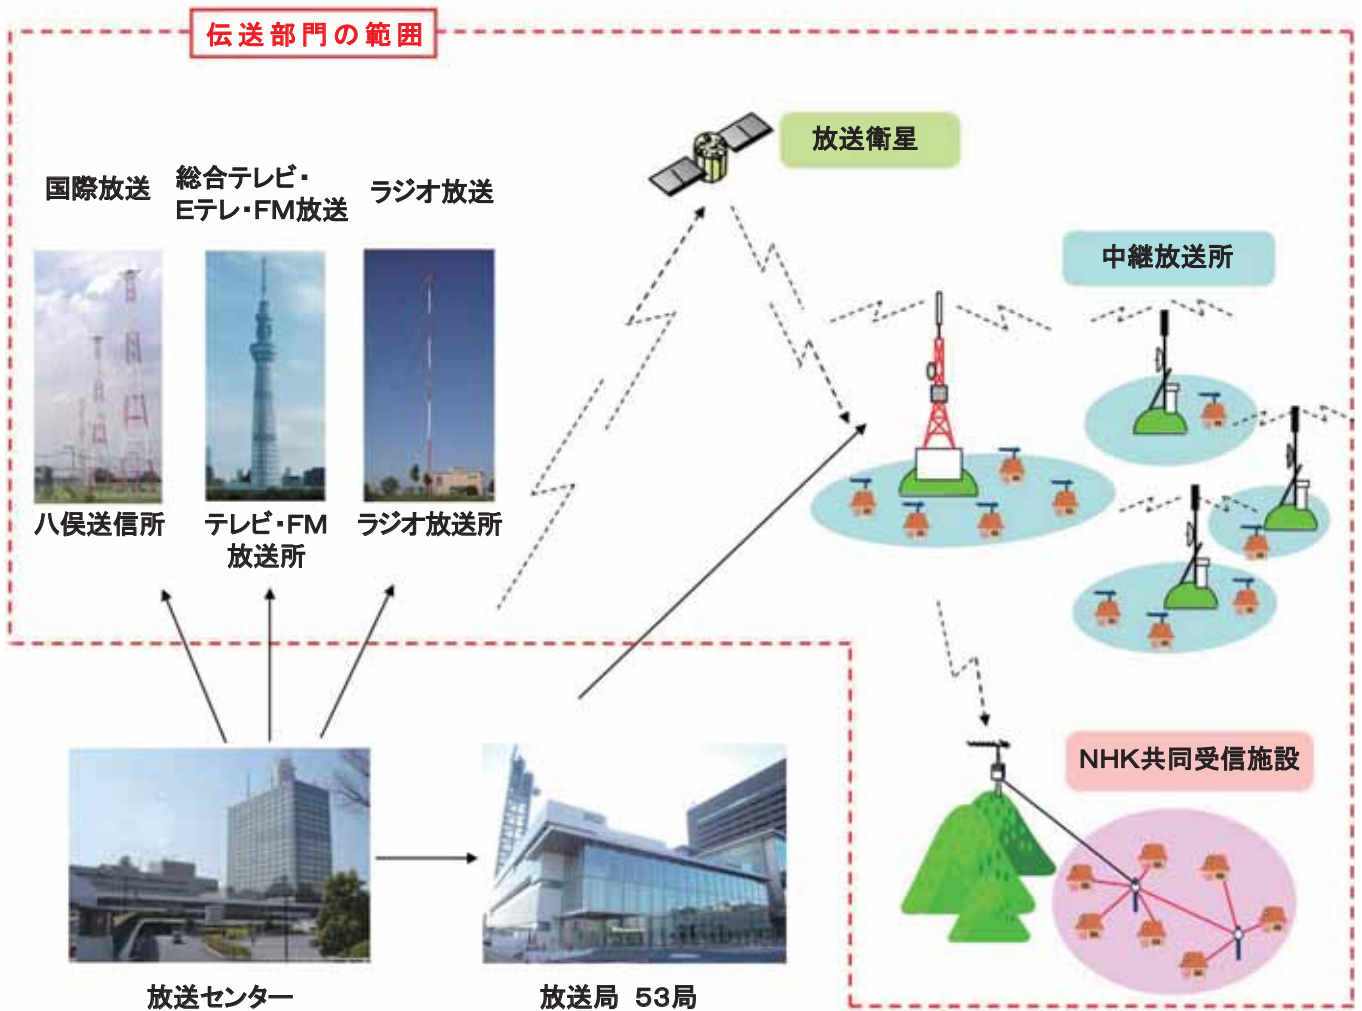 伝送部門の範囲
放送衛星
国際放送
総合テレビ・
Eテレ・FM放送
ラジオ放送
中継放送所
八俣送信所
テレビ・FM
放送所
ラジオ放送所
NHK共同受信施設
放送センター
放送局 53局